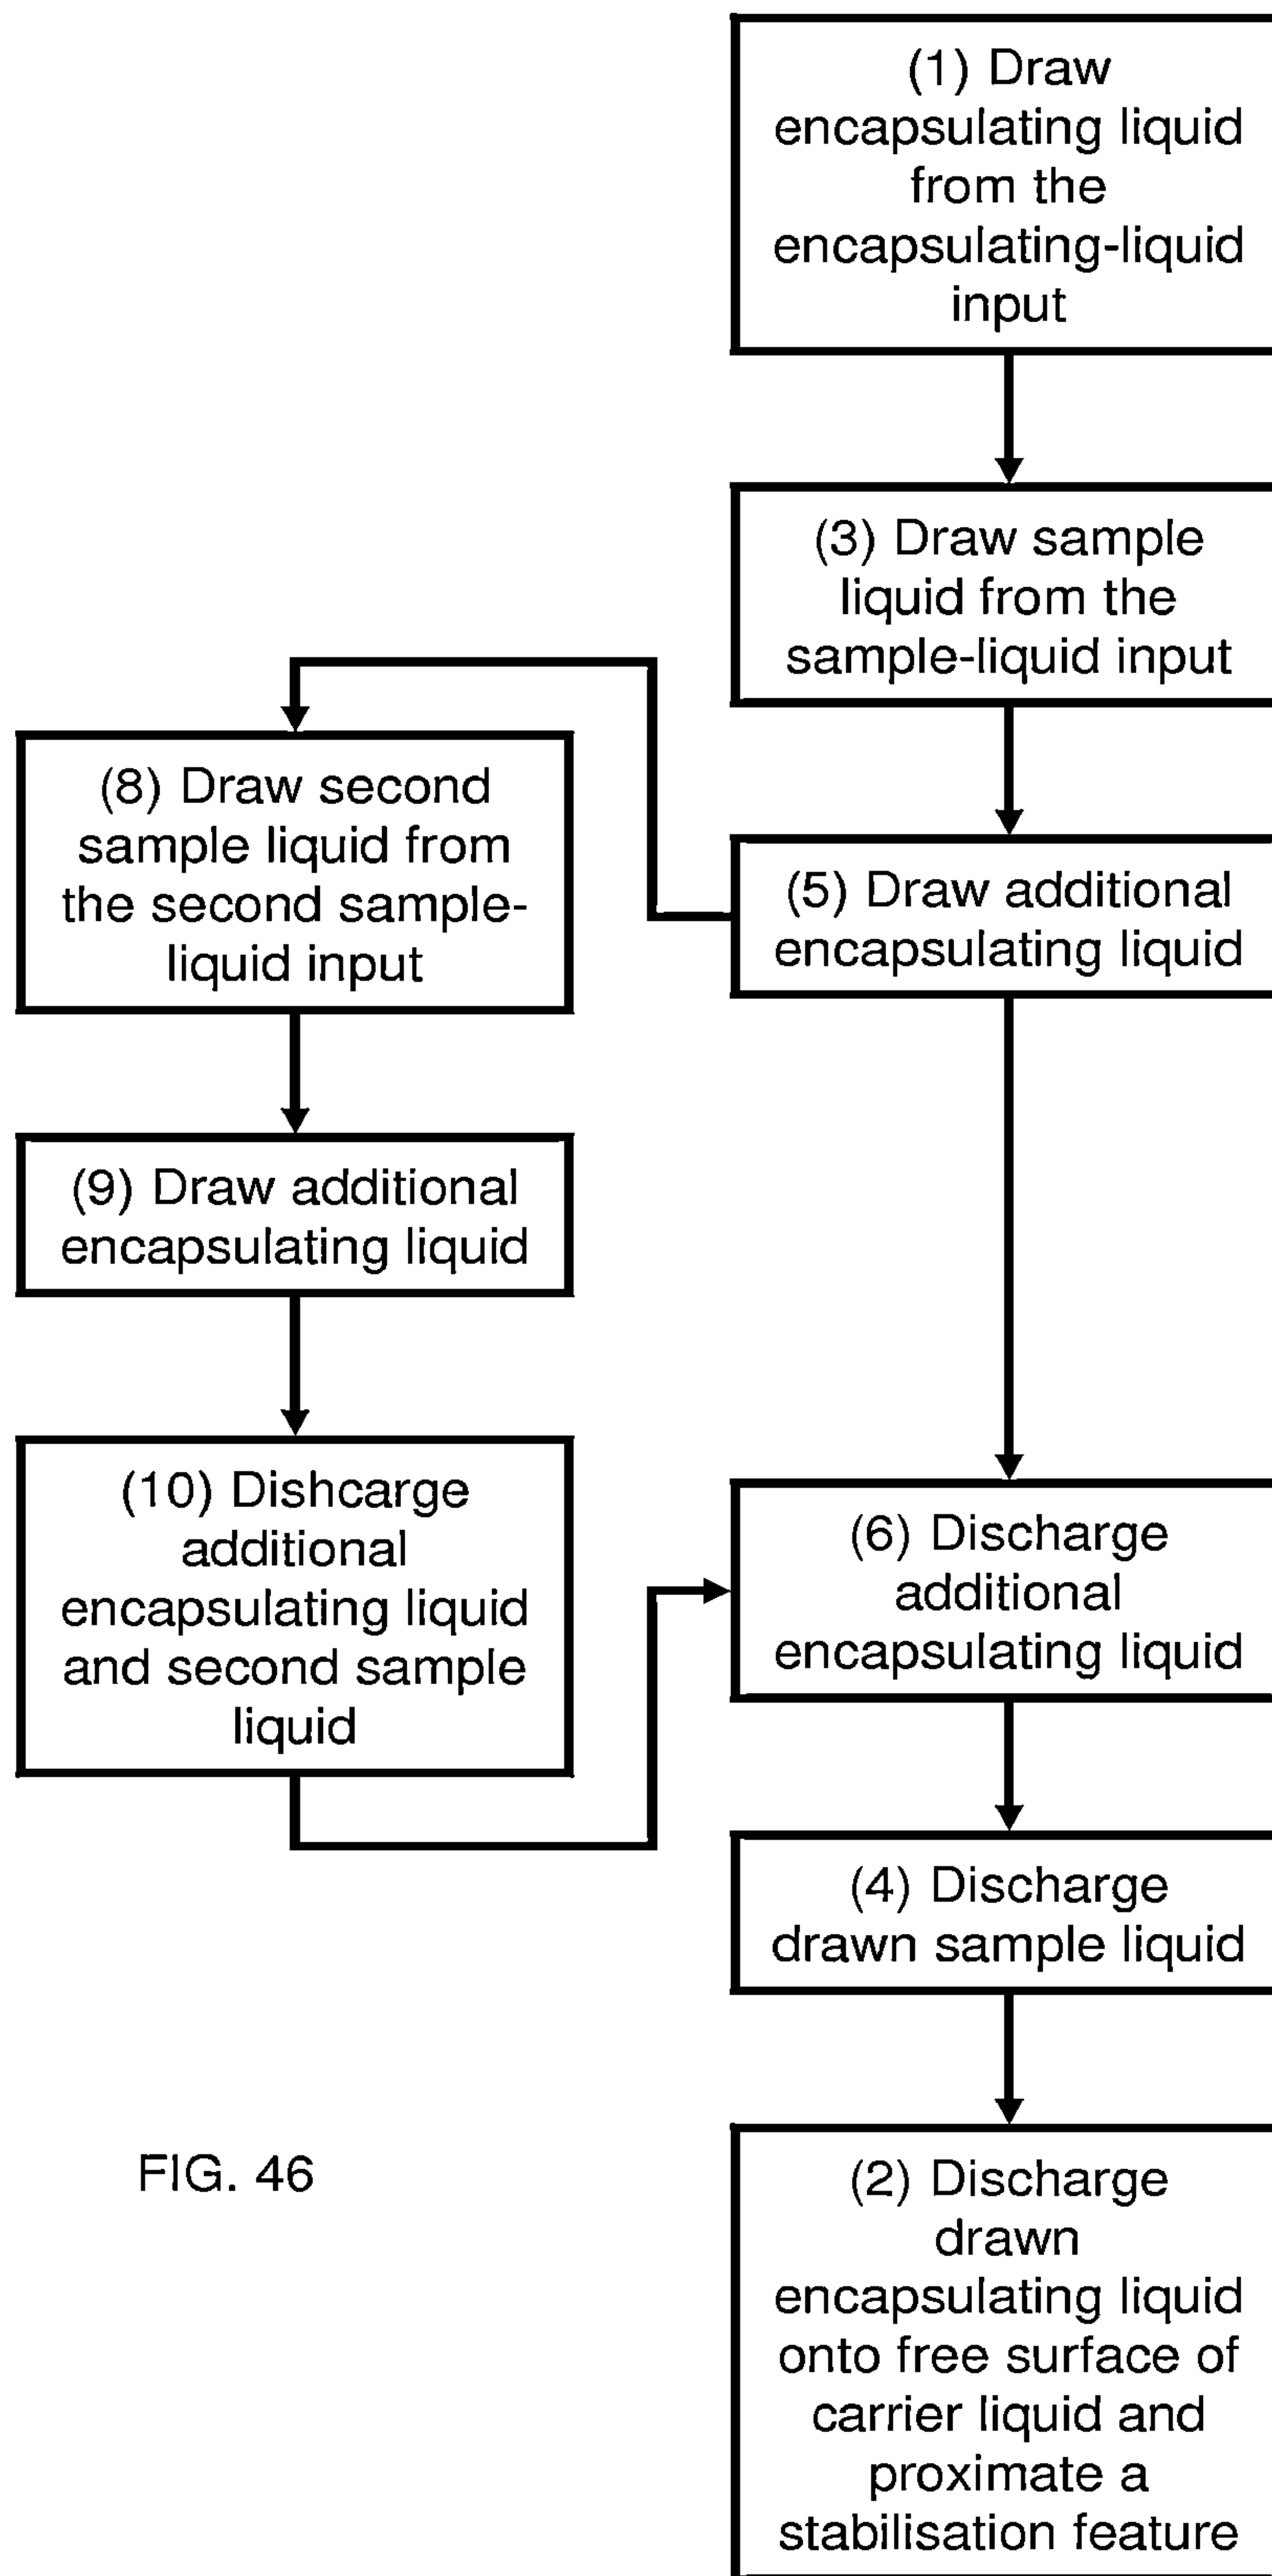 (1) Draw
encapsulating liquid
from the
encapsulating-liquid
input
(3) Draw sample
liquid from the
sample-liquid input
(5) Draw additional
encapsulating liquid
(8) Draw second
sample liquid from
the second sample-
liquid input
(9) Draw additional
encapsulating liquid
(10) Dishcarge
additional
encapsulating liquid
and second sample
liquid
(6) Discharge
additional
encapsulating liquid
(4) Discharge
drawn sample liquid
(2) Discharge
drawn
encapsulating liquid
onto free surface of
carrier liquid and
proximate a
stabilisation feature
FIG. 46